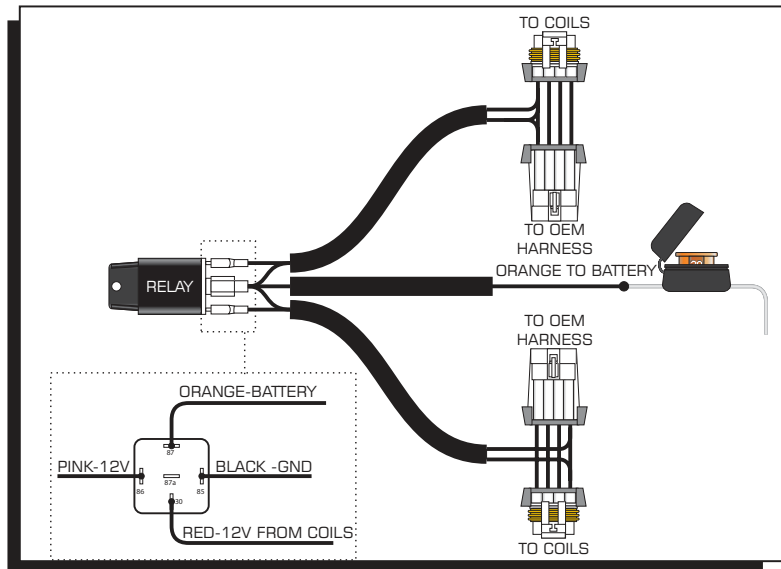 TO COILS
TO OEM
HARNESS
ORANGE TO BATTERY
RELAY
TO OEM
HARNESS
ORANGE-BATTERY
87
PINK-12V
BLACK -GND
87a
86
85
30
RED-12V FROM COILS
TO COILS